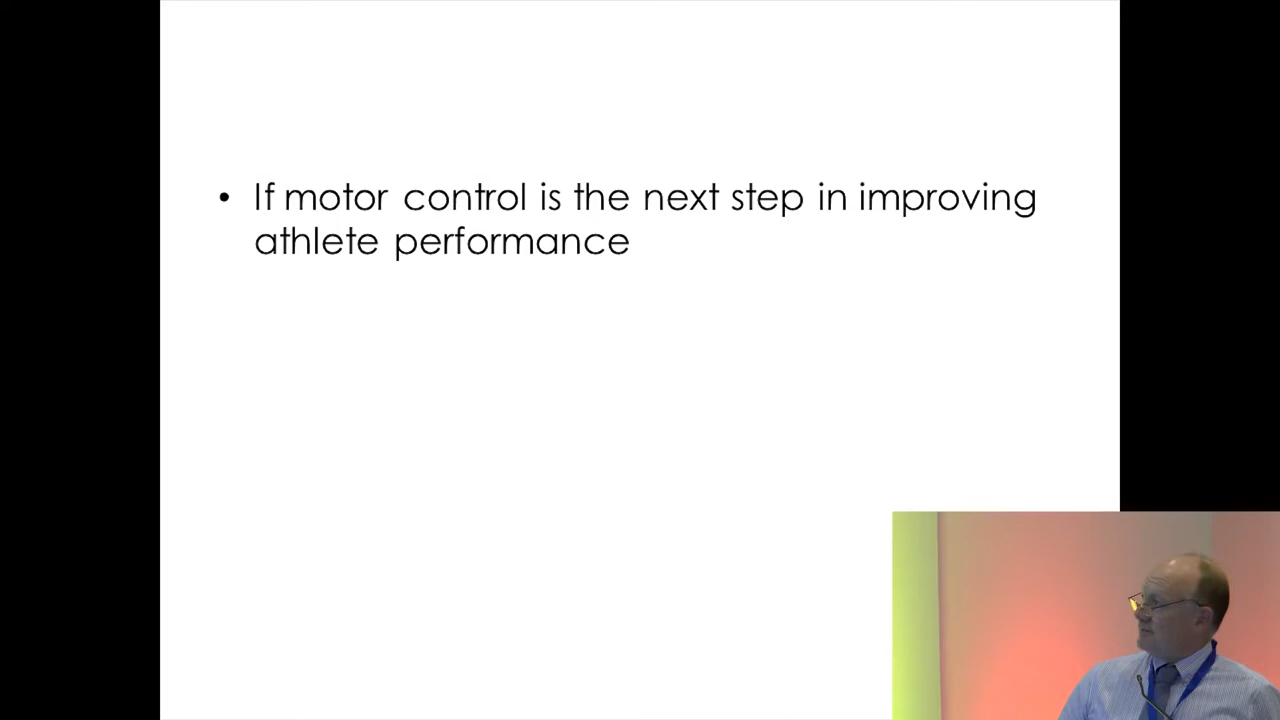 • If motor control is the next step in improving
athlete performance